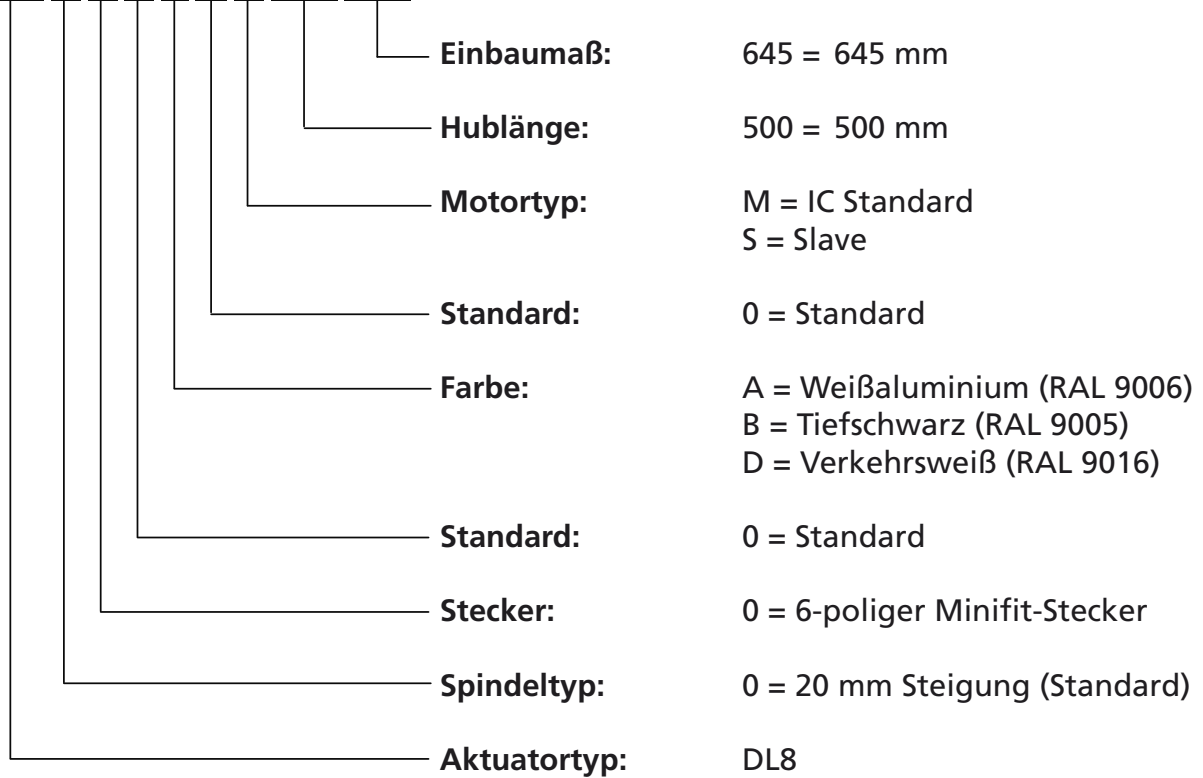 Einbaumaß: 645 = 645 mm
Hublänge: 500 = 500 mm
Motortyp: M = IC Standard
S = Slave
Standard: 0 = Standard
Farbe: A = Weißaluminium (RAL 9006)
B = Tiefschwarz (RAL 9005)
D = Verkehrsweiß (RAL 9016)
Standard: 0 = Standard
Stecker: 0 = 6-poliger Minifit-Stecker
Spindeltyp: 0 = 20 mm Steigung (Standard)
Aktuatortyp: DL8